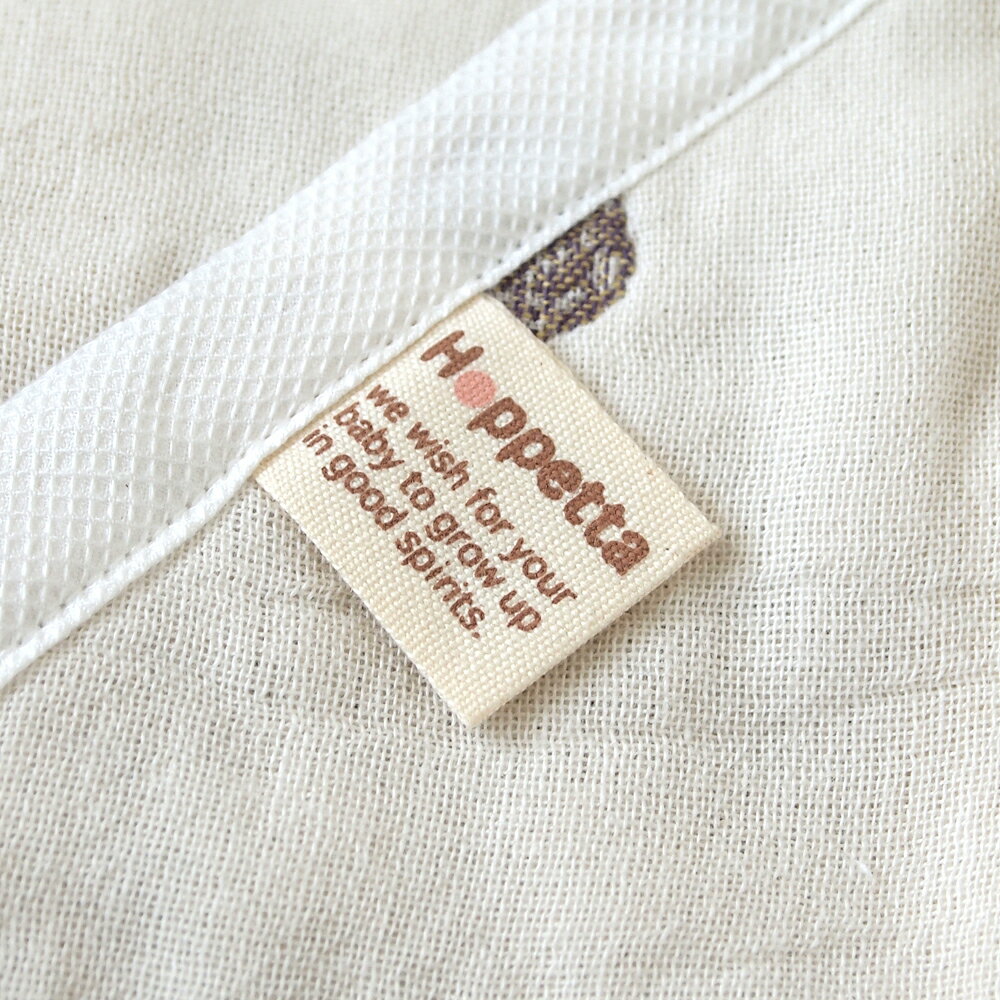 Hoppetta
we wish for your
baby to grow up
in good spirits.